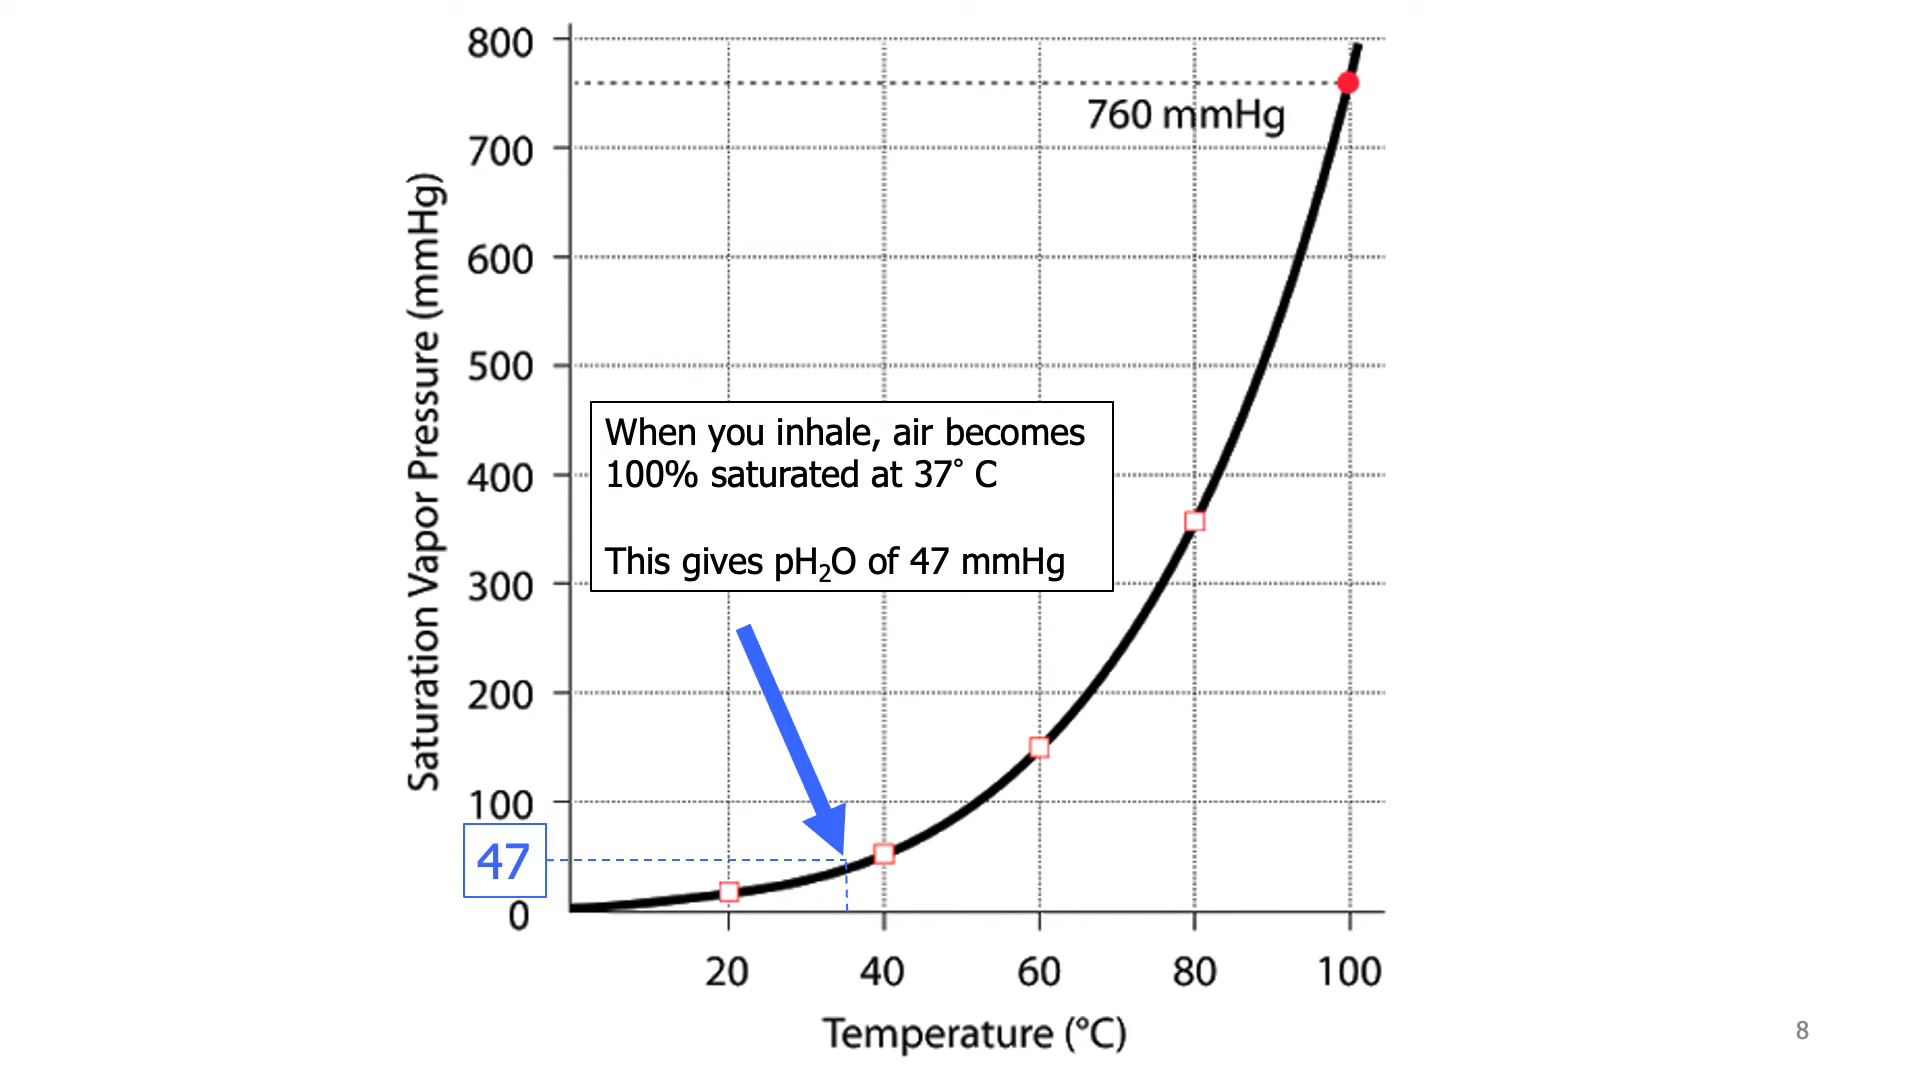 800
760 mmHg
700
600
500
400
300
200
100
0
Saturation Vapor Pressure (mmHg)
When you inhale, air becomes
100% saturated at 37° C
This gives pH₂O of 47 mmHg
47
20 40 60 80 100
Temperature (°C)
8